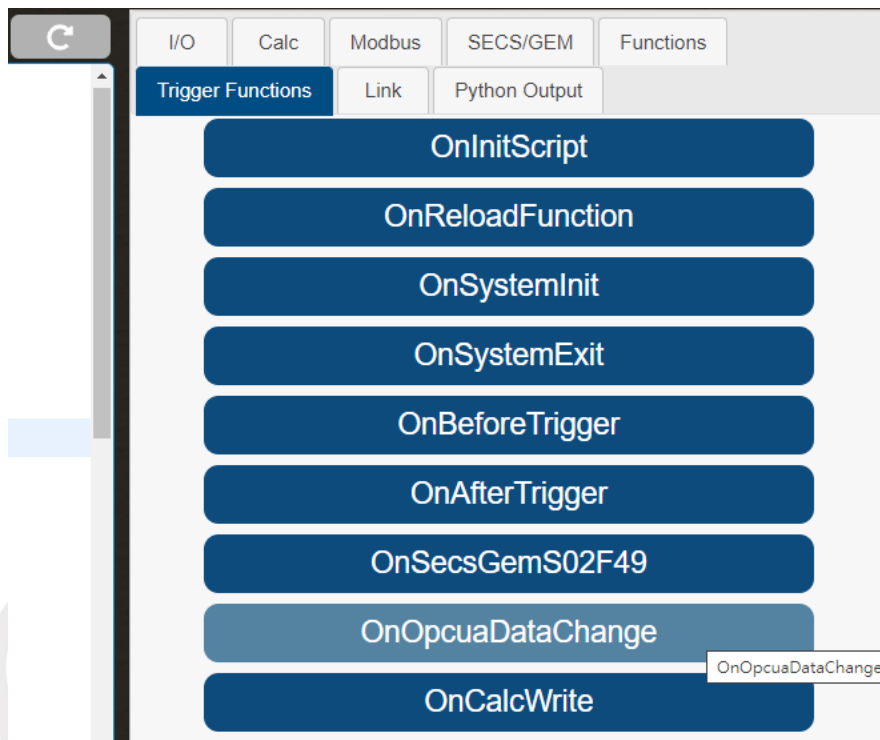 I/O Calc Modbus SECS/GEM Functions
Trigger Functions Link Python Output
OnInitScript
OnReloadFunction
OnSystemInit
OnSystemExit
OnBeforeTrigger
OnAfterTrigger
OnSecsGemS02F49
OnOpcuaDataChange
OnOpcuaDataChange
OnCalcWrite